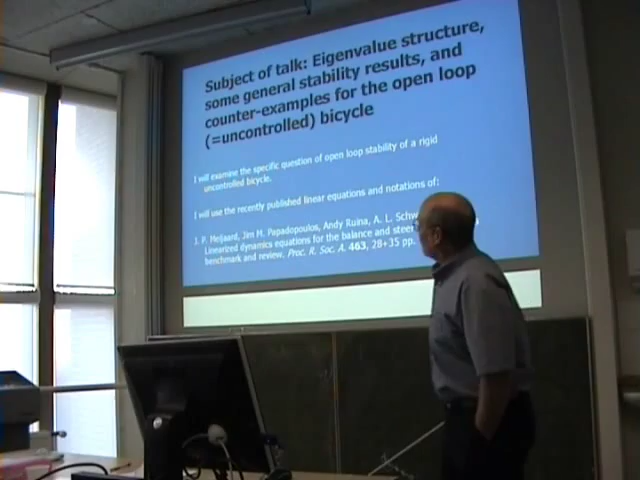 Subject of talk: Eigenvalue structure,
some general stability results, and
counter-examples for the open loop
(=uncontrolled) bicycle
I will examine the specific question of open loop stability of a rigid
uncontrolled bicycle.
I will use the recently published linear equations and notations of:
J. P. Meijaard, Jim M. Papadopoulos, Andy Ruina, A. L.
Linearized dynamics equations for the balance and
benchmark and review, Proc. R. Soc. A. 463, 28+35 pp.